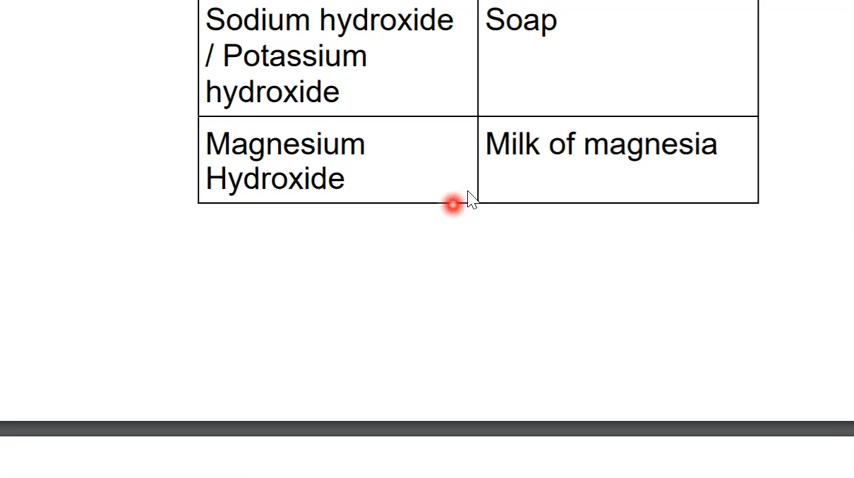 Sodium hydroxide
/ Potassium
hydroxide
Soap
Magnesium
Hydroxide
Milk of magnesia